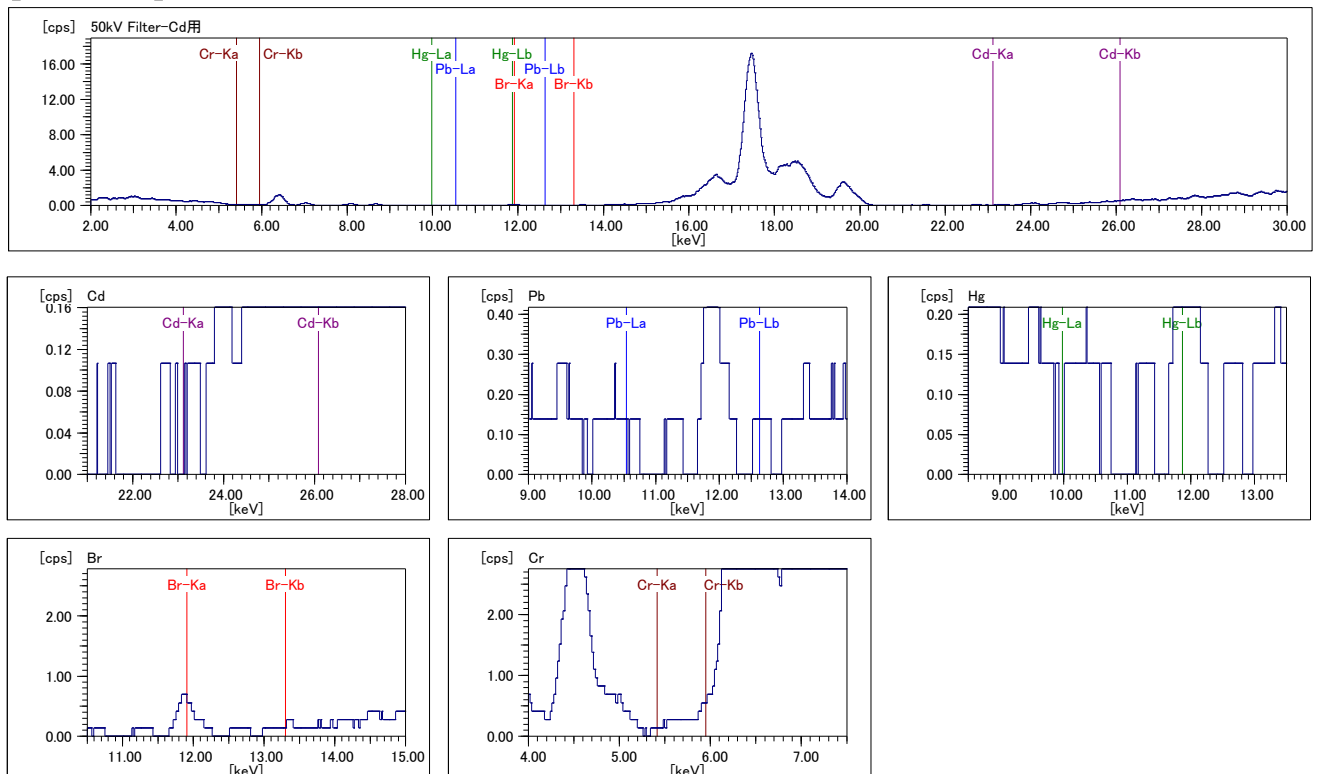 [cps] 50kV Filter-Cd用
Cr-Ka Cr-Kb Hg-La Hg-Lb Cd-Ka Cd-Kb
Pb-La Pb-Lb
Br-Ka Br-Kb
16.00
12.00
8.00
4.00
0.00
2.00 4.00 6.00 8.00 10.00 12.00 14.00 16.00 18.00 20.00 22.00 24.00 26.00 28.00 30.00
[keV]
[cps] Cd
Cd-Ka Cd-Kb
0.16
0.12
0.08
0.04
0.00
22.00 24.00 26.00 28.00
[keV]
[cps] Pb
Pb-La Pb-Lb
0.40
0.30
0.20
0.10
0.00
9.00 10.00 11.00 12.00 13.00 14.00
[keV]
[cps] Hg
Hg-La Hg-Lb
0.20
0.15
0.10
0.05
0.00
9.00 10.00 11.00 12.00 13.00
[keV]
[cps] Br
Br-Ka Br-Kb
2.00
1.00
0.00
11.00 12.00 13.00 14.00 15.00
[keV]
[cps] Cr
Cr-Ka Cr-Kb
2.00
1.00
0.00
4.00 5.00 6.00 7.00
[keV]